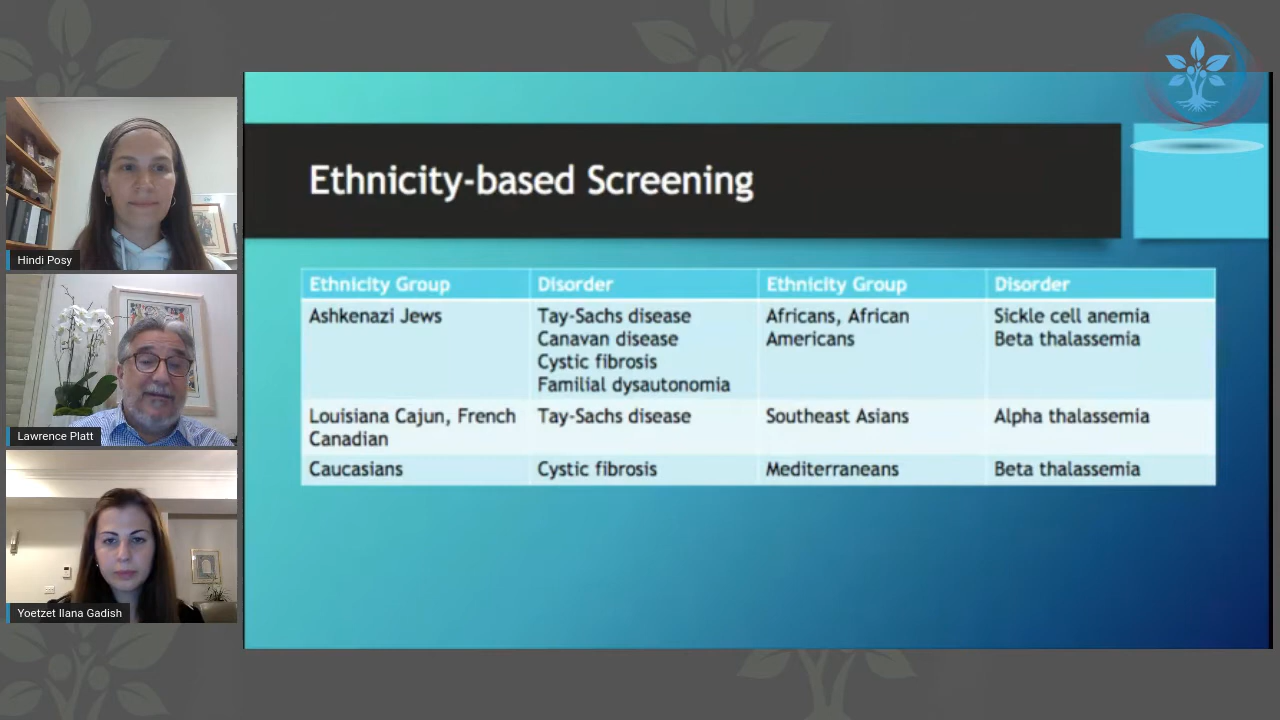 Ethnicity-based Screening
Ethnicity Group
Disorder
Ethnicity Group
Disorder
Ashkenazi Jews
Tay-Sachs disease
Canavan disease
Cystic fibrosis
Familial dysautonomia
Africans, African
Americans
Sickle cell anemia
Beta thalassemia
Louisiana Cajun, French
Canadian
Tay-Sachs disease
Southeast Asians
Alpha thalassemia
Caucasians
Cystic fibrosis
Mediterraneans
Beta thalassemia
Hindi Posy
Lawrence Platt
Yoetzet Ilana Gadish